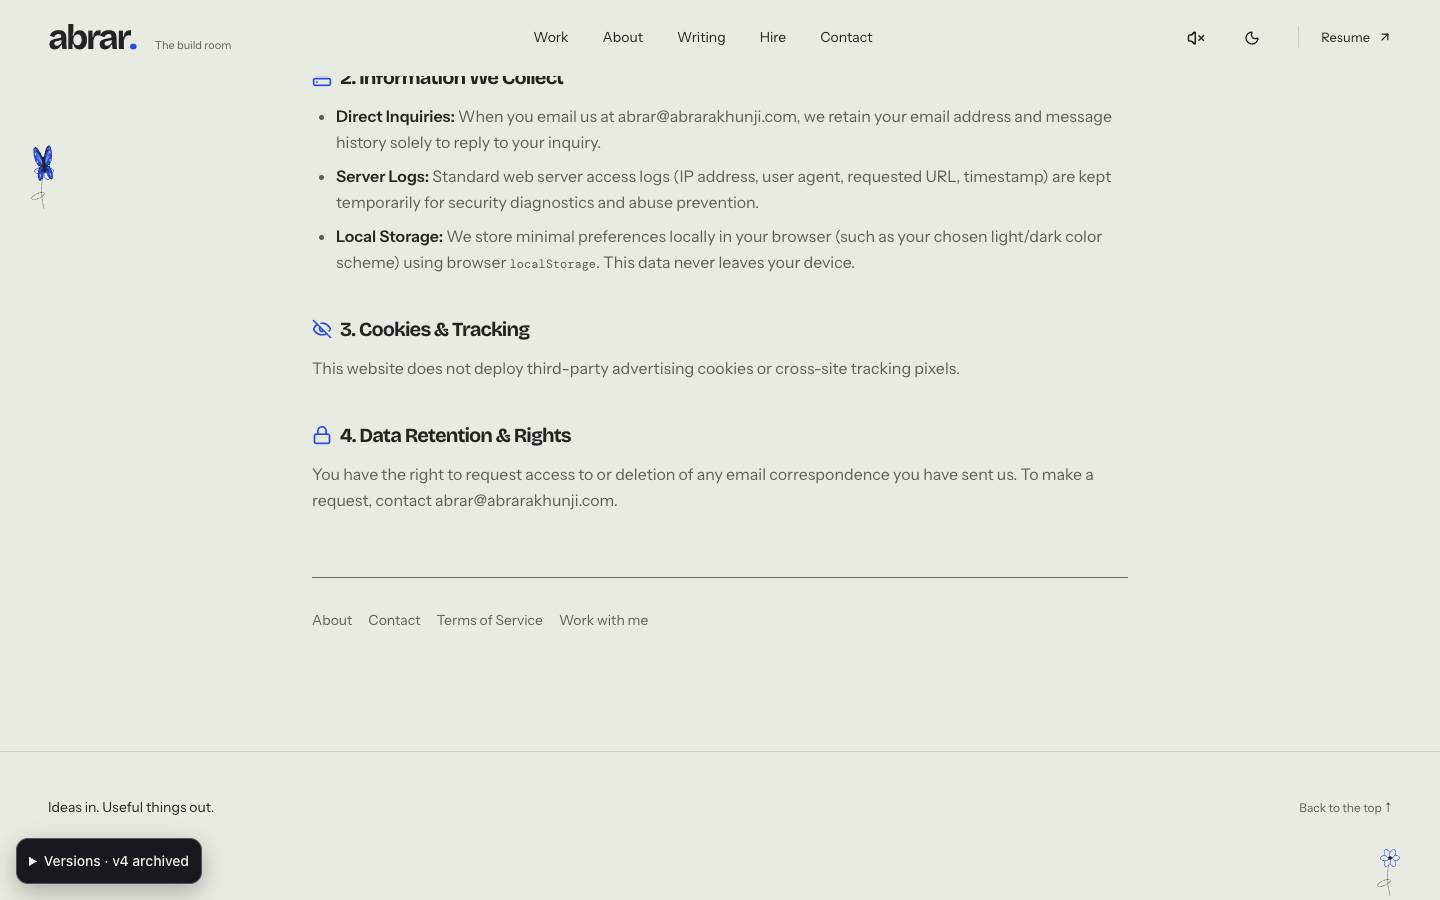 abrar.
The build room
Work
About
Writing
Hire
Contact
Resume
2. Information We Collect
Direct Inquiries: When you email us at abrar@abrarakhunji.com, we retain your email address and message
history solely to reply to your inquiry.
Server Logs: Standard web server access logs (IP address, user agent, requested URL, timestamp) are kept
temporarily for security diagnostics and abuse prevention.
Local Storage: We store minimal preferences locally in your browser (such as your chosen light/dark color
scheme) using browser localStorage. This data never leaves your device.
3. Cookies & Tracking
This website does not deploy third-party advertising cookies or cross-site tracking pixels.
4. Data Retention & Rights
You have the right to request access to or deletion of any email correspondence you have sent us. To make a
request, contact abrar@abrarakhunji.com.
About
Contact
Terms of Service
Work with me
Ideas in. Useful things out.
Back to the top ↑
Versions · v4 archived